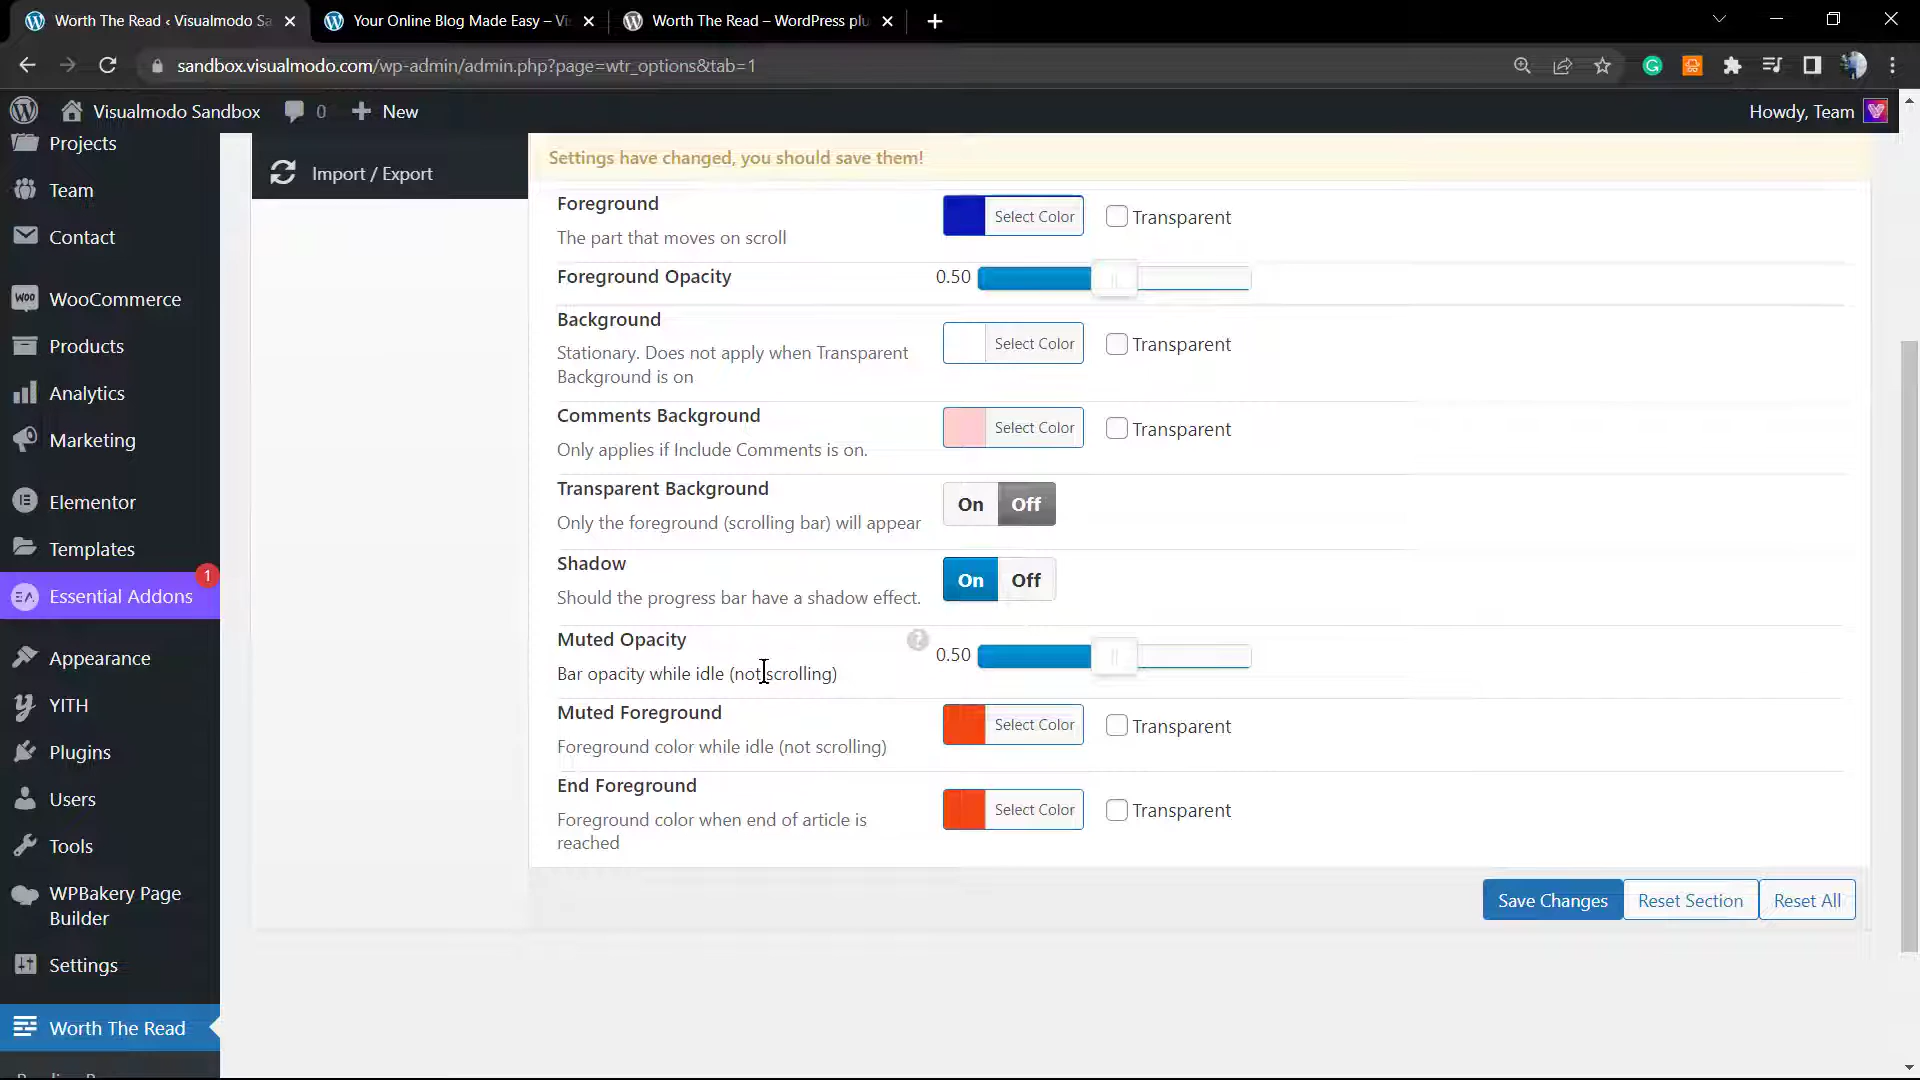 Worth The Read ‹ Visualmodo Sa
Your Online Blog Made Easy – Vi
Worth The Read – WordPress plu
sandbox.visualmodo.com/wp-admin/admin.php?page=wtr_options&tab=1
Visualmodo Sandbox
0
New
Howdy, Team
Projects
Team
Contact
WooCommerce
Products
Analytics
Marketing
Elementor
Templates
Essential Addons
1
Appearance
YITH
Plugins
Users
Tools
WPBakery Page
Builder
Settings
Worth The Read
Import / Export
Settings have changed, you should save them!
Foreground
The part that moves on scroll
Select Color
Transparent
Foreground Opacity
0.50
Background
Stationary. Does not apply when Transparent
Background is on
Select Color
Transparent
Comments Background
Only applies if Include Comments is on.
Select Color
Transparent
Transparent Background
Only the foreground (scrolling bar) will appear
On
Off
Shadow
Should the progress bar have a shadow effect.
On
Off
Muted Opacity
Bar opacity while idle (not scrolling)
?
0.50
Muted Foreground
Foreground color while idle (not scrolling)
Select Color
Transparent
End Foreground
Foreground color when end of article is
reached
Select Color
Transparent
Save Changes
Reset Section
Reset All